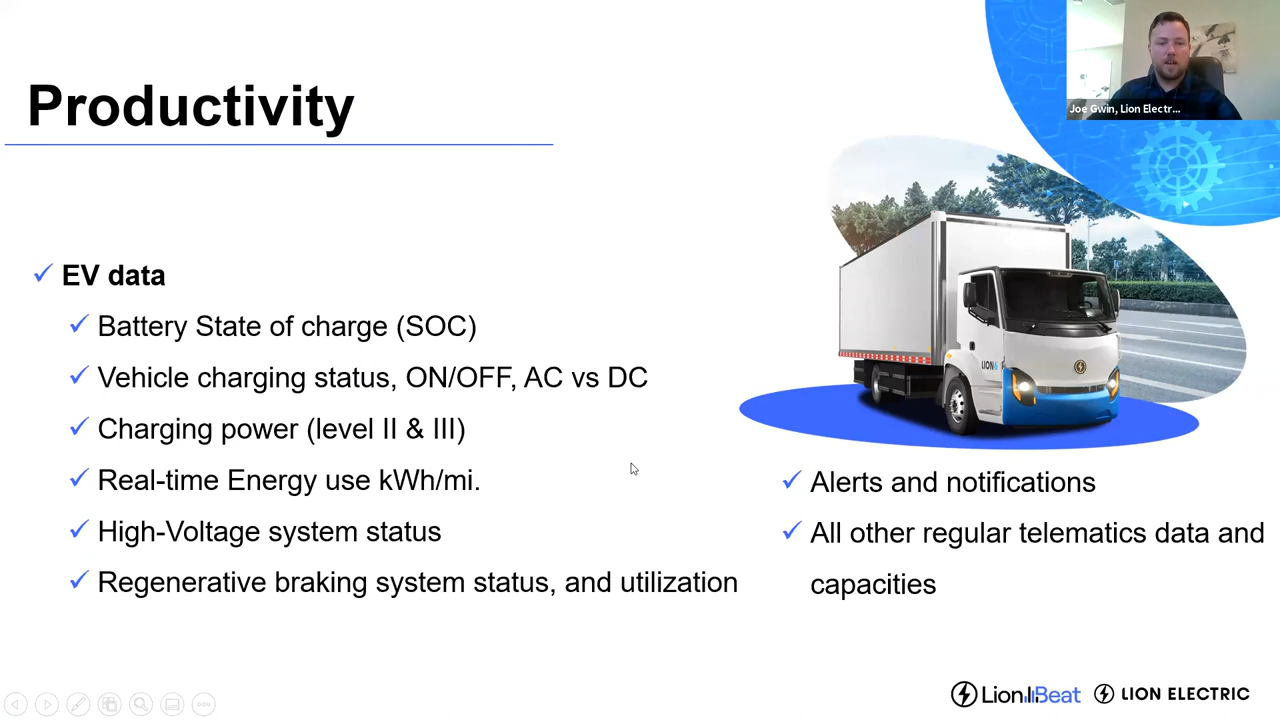 Productivity
Joe Gwin, Lion Electr...
EV data
Battery State of charge (SOC)
Vehicle charging status, ON/OFF, AC vs DC
Charging power (level II & III)
Real-time Energy use kWh/mi.
High-Voltage system status
Regenerative braking system status, and utilization
LION
Alerts and notifications
All other regular telematics data and
capacities
LionBeat
LION ELECTRIC